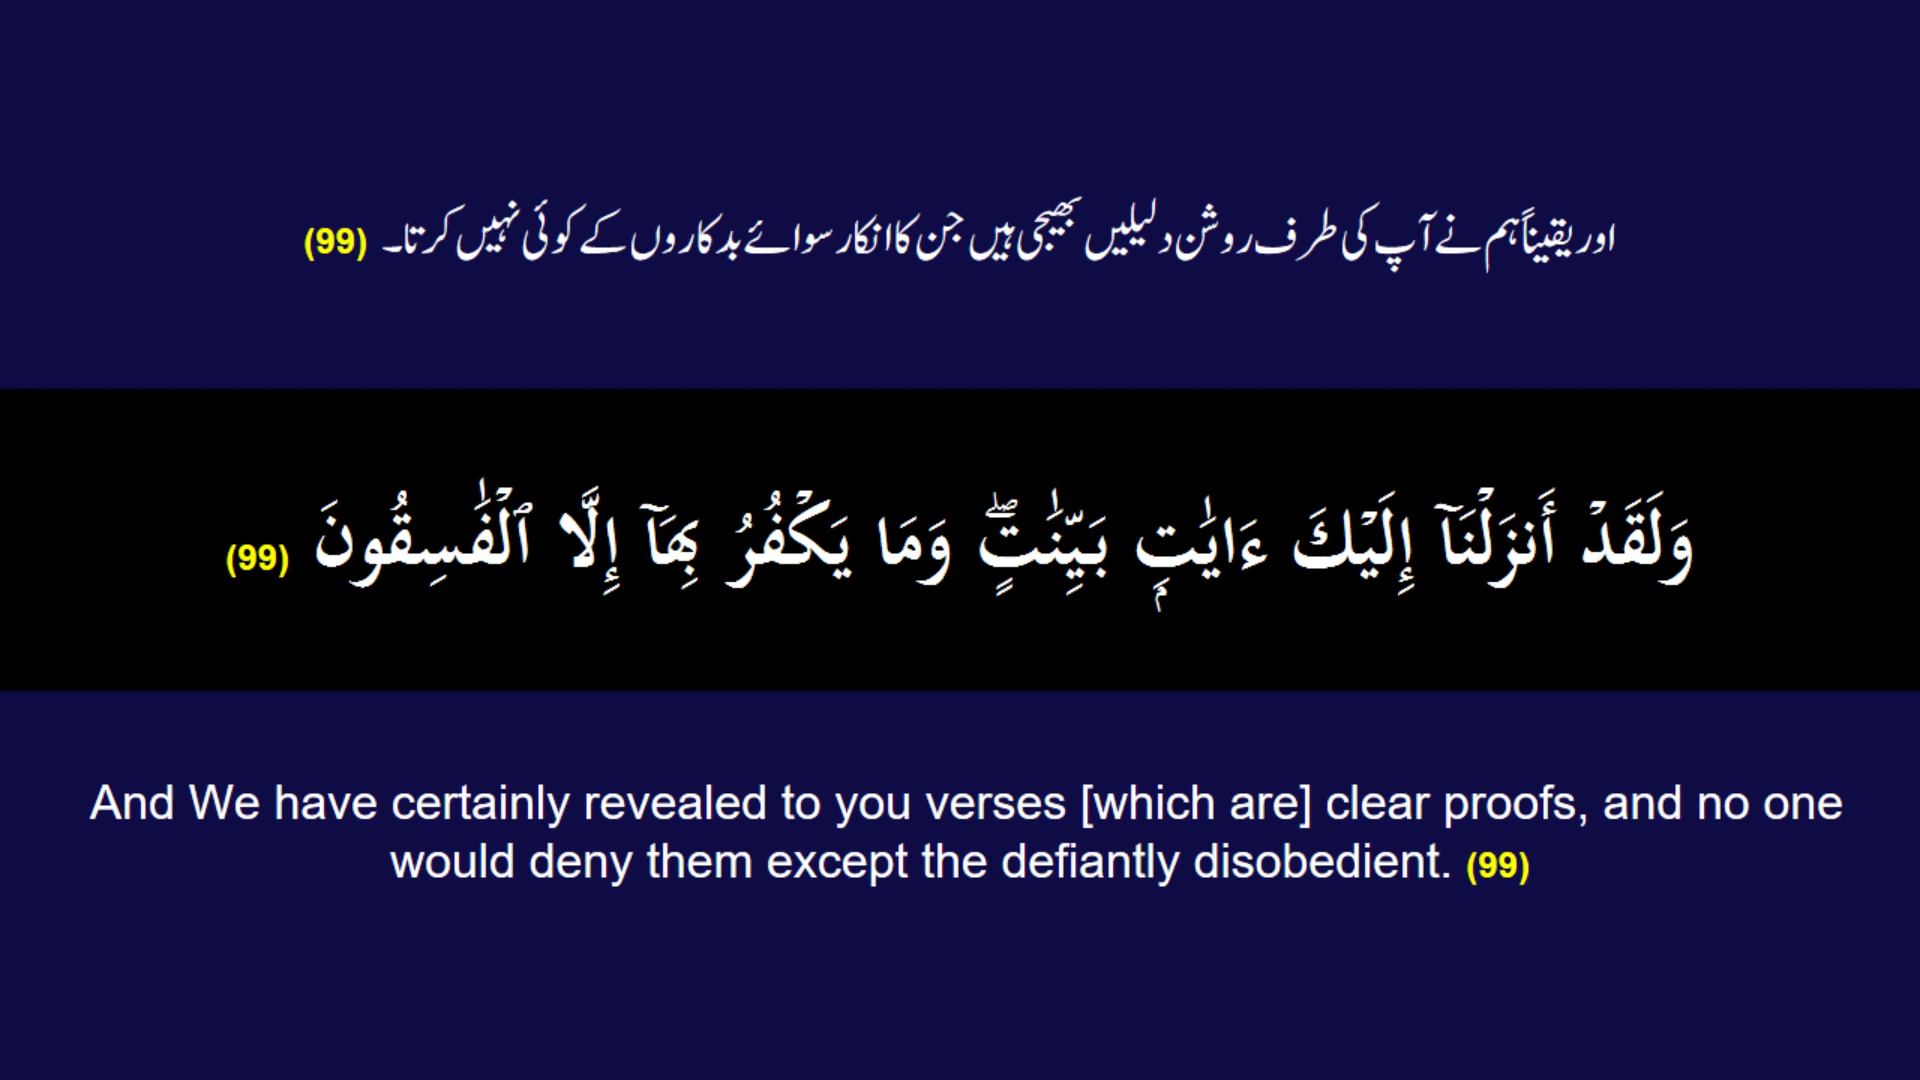 اور یقیناً ہم نے آپ کی طرف روشن دلیلیں بھیجی ہیں جن کا انکار سوائے بدکاروں کے کوئی نہیں کرتا۔ (99)
وَلَقَدْ أَنزَلْنَآ إِلَيْكَ ءَايَٰتٍۭ بَيِّنَٰتٍۖ وَمَا يَكْفُرُ بِهَآ إِلَّا ٱلْفَٰسِقُونَ (99)
And We have certainly revealed to you verses [which are] clear proofs, and no one
would deny them except the defiantly disobedient. (99)